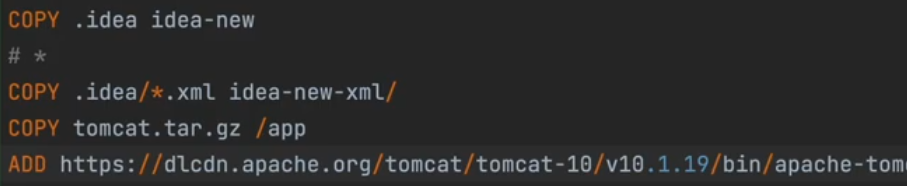 COPY .idea idea-new
# *
COPY .idea/*.xml idea-new-xml/
COPY tomcat.tar.gz /app
ADD https://dlcdn.apache.org/tomcat/tomcat-10/v10.1.19/bin/apache-tom